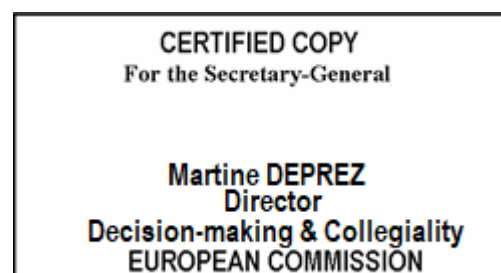 CERTIFIED COPY
For the Secretary-General
Martine DEPREZ
Director
Decision-making & Collegiality
EUROPEAN COMMISSION